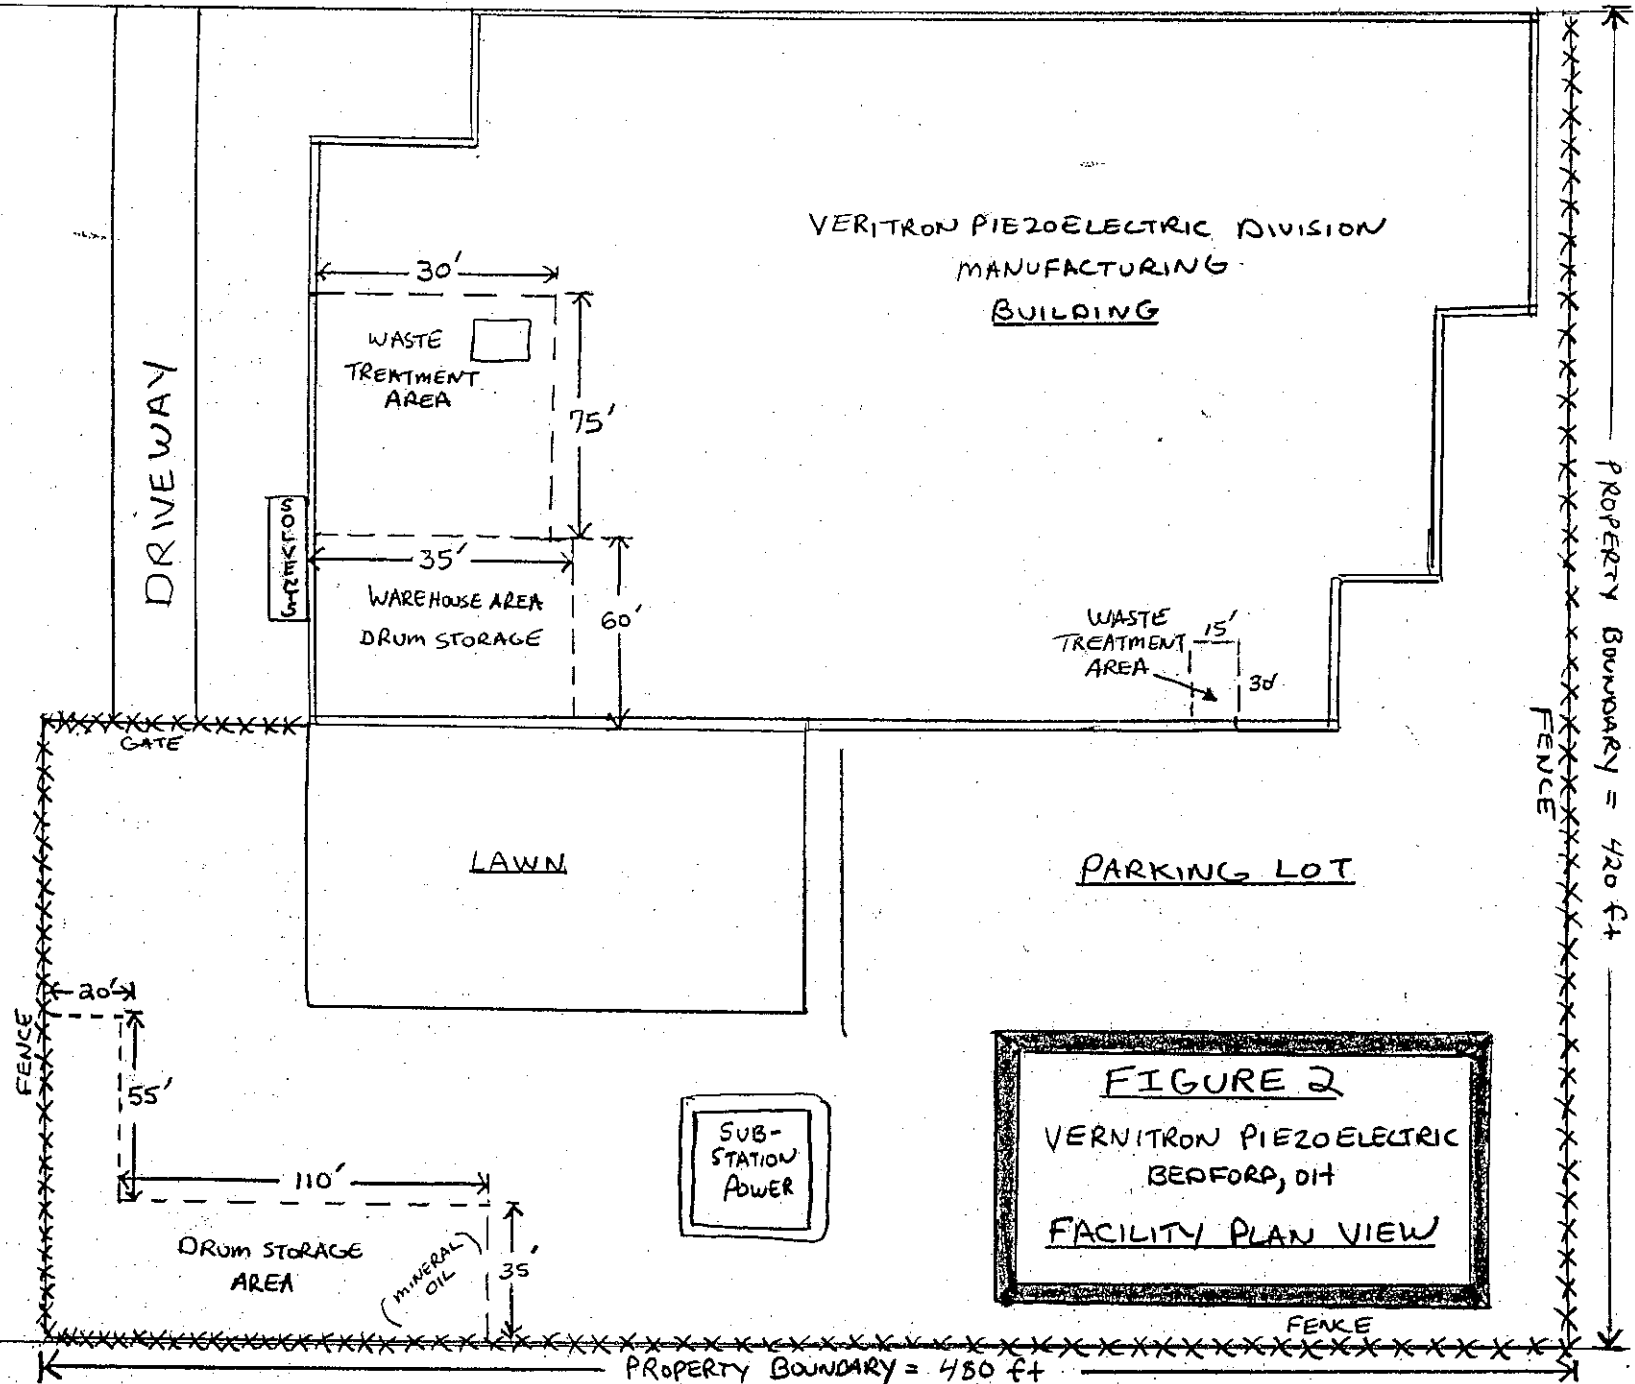 VERITRON PIEZOELECTRIC DIVISION
MANUFACTURING
BUILDING
30'
WASTE
TREATMENT
AREA
75'
DRIVEWAY
SOLVENTS
35'
WAREHOUSE AREA
DRUM STORAGE
60'
WASTE
TREATMENT
AREA
15'
30'
PROPERTY BOUNDARY = 420 ft
FENCE
GATE
LAWN
PARKING LOT
20'
FENCE
55'
110'
DRUM STORAGE
AREA
(MINERAL
OIL)
35'
SUB-
STATION
POWER
FIGURE 2
VERNITRON PIEZOELECTRIC
BEDFORD, OH
FACILITY PLAN VIEW
FENCE
PROPERTY BOUNDARY = 480 ft